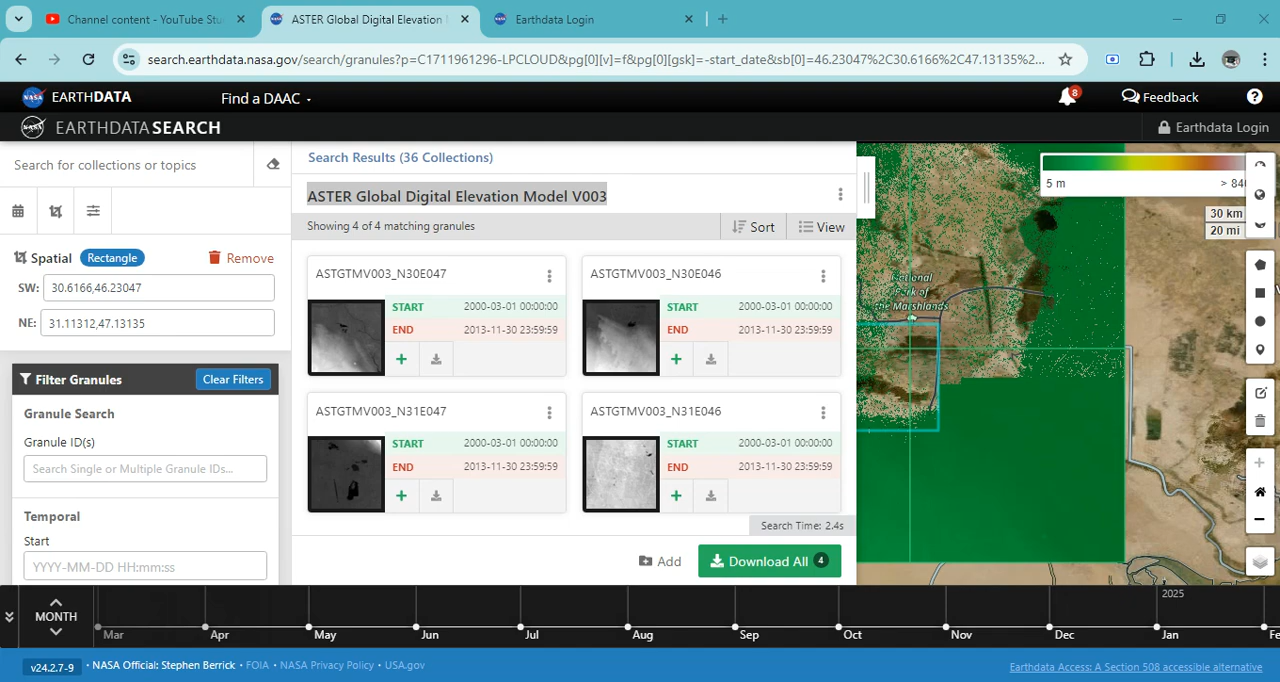 Channel content - YouTube Stu
ASTER Global Digital Elevation
Earthdata Login
search.earthdata.nasa.gov/search/granules?p=C1711961296-LPCLOUD&pg[0][v]=f&pg[0][gsk]=-start_date&sb[0]=46.23047%2C30.6166%2C47.13135%2C...
NASA
EARTHDATA
Find a DAAC
8
Feedback
?
NASA
EARTHDATA SEARCH
Earthdata Login
Search for collections or topics
Spatial
Rectangle
Remove
SW:
30.6166,46.23047
NE:
31.11312,47.13135
Filter Granules
Clear Filters
Granule Search
Granule ID(s)
Search Single or Multiple Granule IDs...
Temporal
Start
YYYY-MM-DD HH:mm:ss
Search Results (36 Collections)
ASTER Global Digital Elevation Model V003
Showing 4 of 4 matching granules
Sort
View
ASTGTMV003_N30E047
START
2000-03-01 00:00:00
END
2013-11-30 23:59:59
ASTGTMV003_N30E046
START
2000-03-01 00:00:00
END
2013-11-30 23:59:59
ASTGTMV003_N31E047
START
2000-03-01 00:00:00
END
2013-11-30 23:59:59
ASTGTMV003_N31E046
START
2000-03-01 00:00:00
END
2013-11-30 23:59:59
Search Time: 2.4s
Add
Download All 4
5 m
> 84
30 km
20 mi
National
Park of
the Marshlands
MONTH
Mar
Apr
May
Jun
Jul
Aug
Sep
Oct
Nov
Dec
2025
Jan
Fe
v24.2.7-9
• NASA Official: Stephen Berrick • FOIA • NASA Privacy Policy • USA.gov
Earthdata Access: A Section 508 accessible alternative